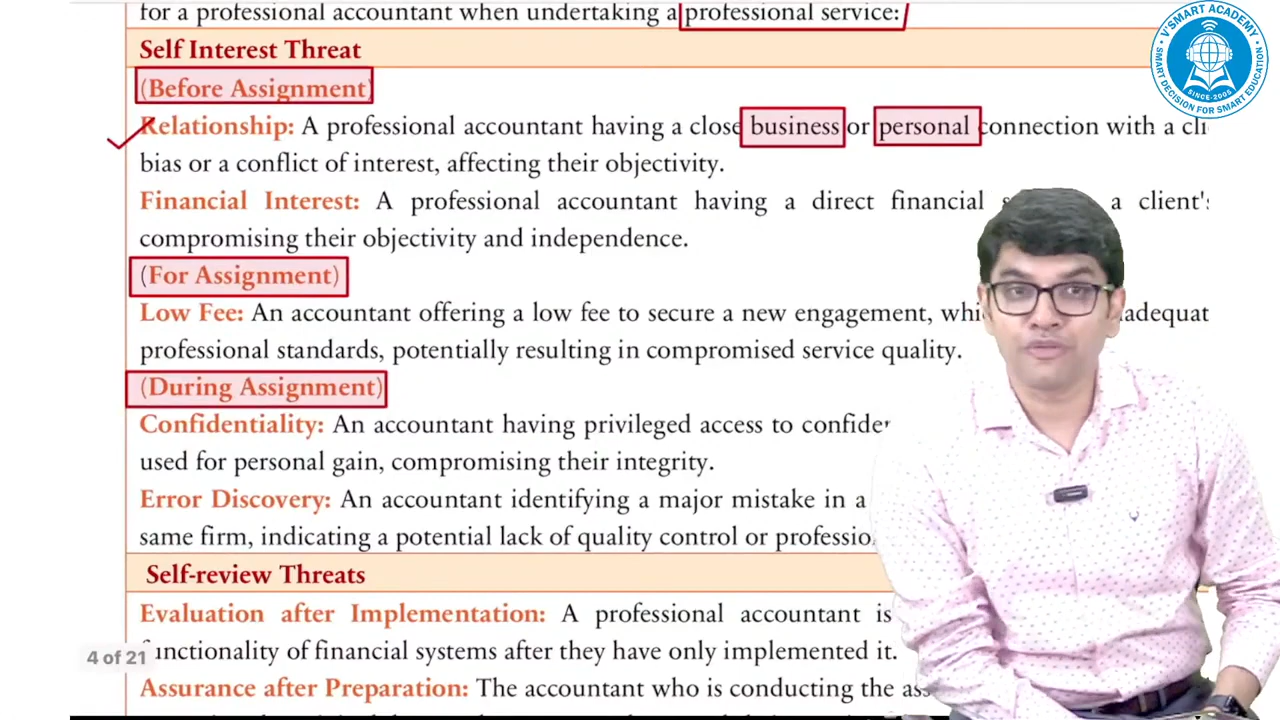 for a professional accountant when undertaking a professional service:
Self Interest Threat
(Before Assignment)
Relationship: A professional accountant having a close business or personal connection with a
bias or a conflict of interest, affecting their objectivity.
Financial Interest: A professional accountant having a direct financial a client's
compromising their objectivity and independence.
(For Assignment)
Low Fee: An accountant offering a low fee to secure a new engagement,
professional standards, potentially resulting in compromised service quality.
(During Assignment)
Confidentiality: An accountant having privileged access to
used for personal gain, compromising their integrity.
Error Discovery: An accountant identifying a major mistake in a
same firm, indicating a potential lack of quality control or
Self-review Threats
Evaluation after Implementation: A professional accountant is
functionality of financial systems after they have only implemented it.
Assurance after Preparation: The accountant who is conducting the
4 of 21
V'SMART ACADEMY
SMART DECISION FOR SMART EDUCATION
SINCE-2005